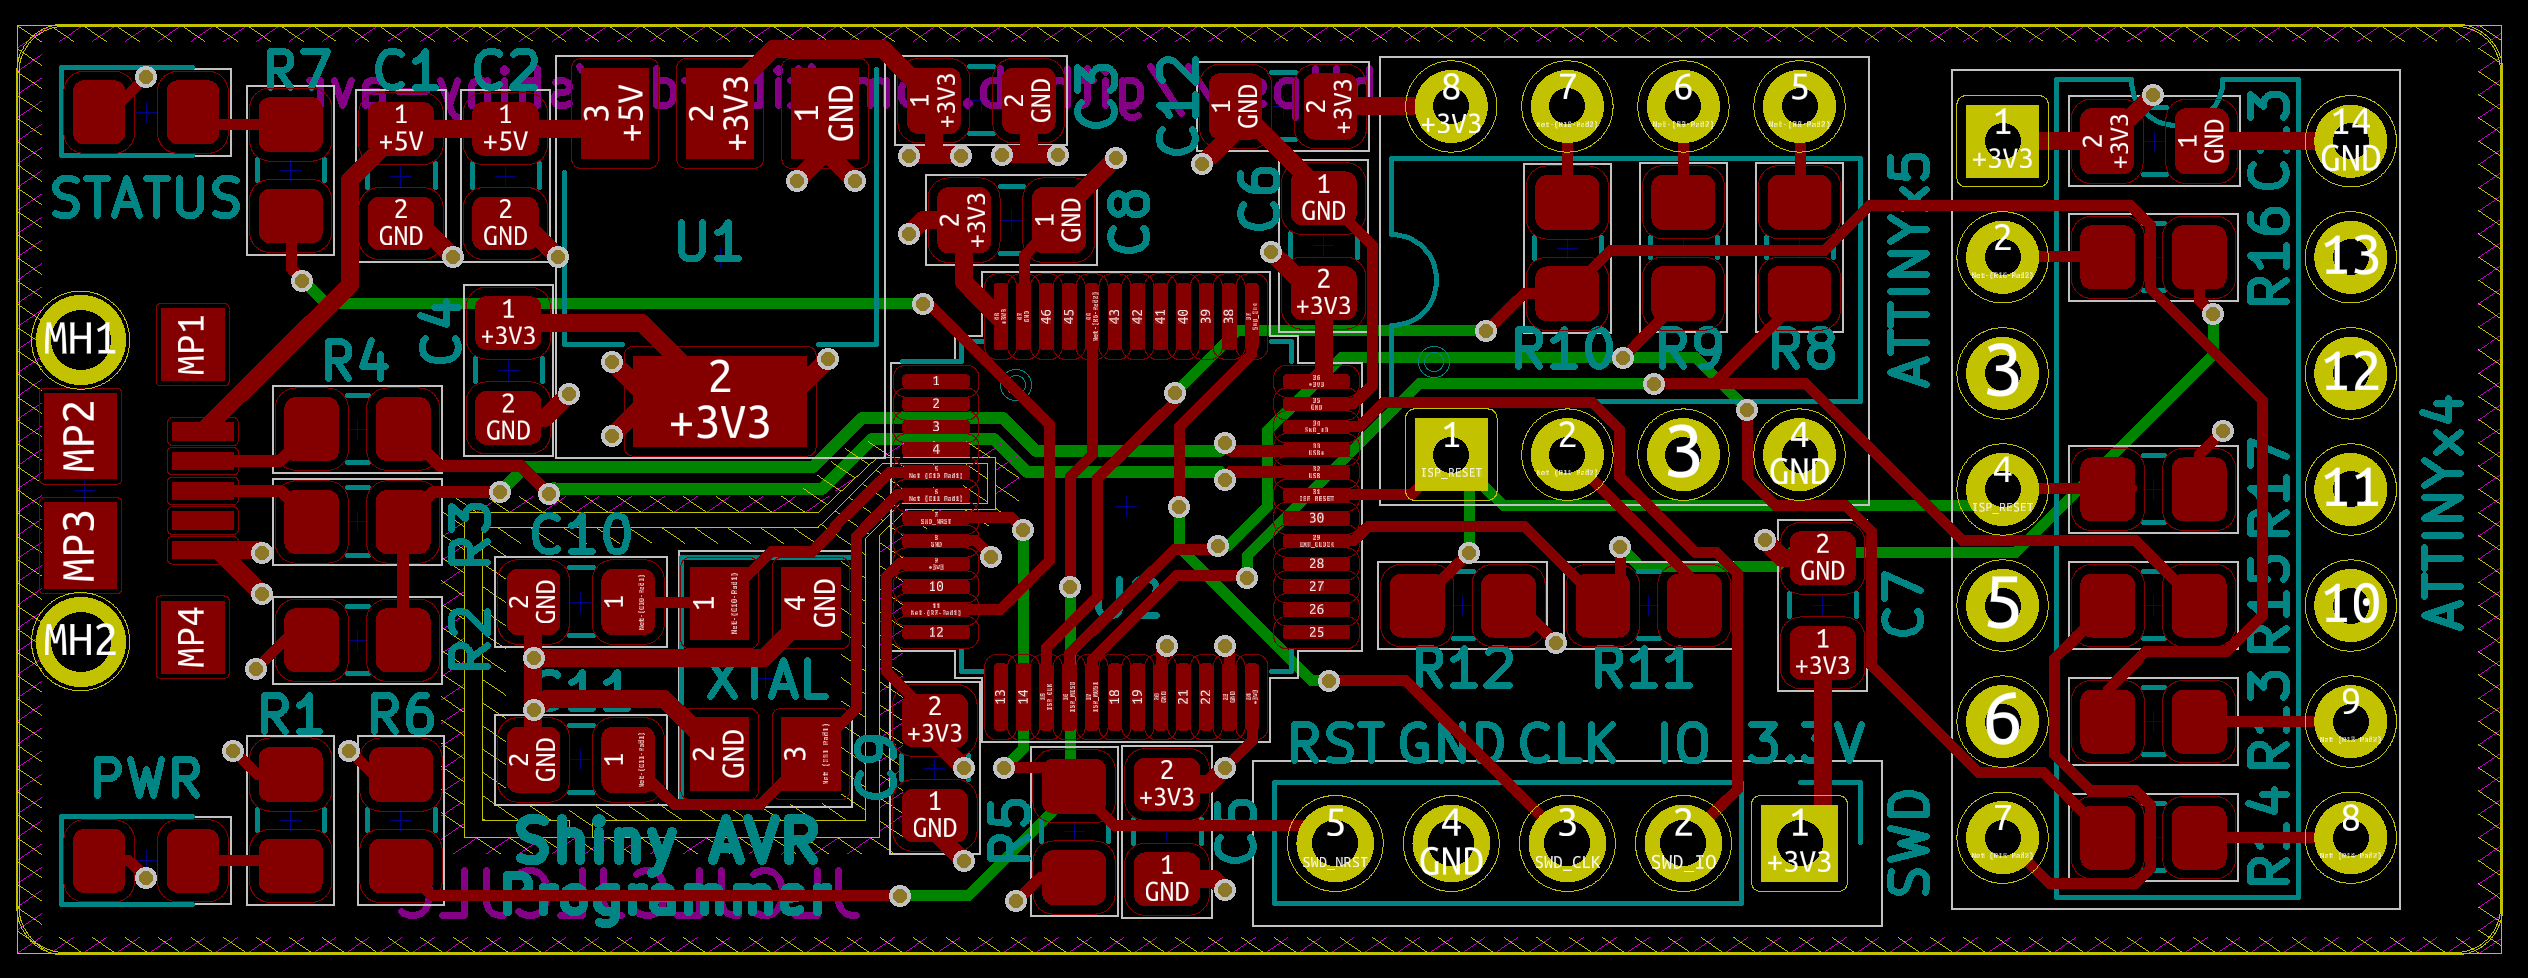 R7
C1
C2
C3
C12
C13
STATUS
U1
C8
C6
ATTINYx5
R16
C4
R4
R10
R9
R8
ATTINYx4
R3
C10
R17
R2
U2
R12
R11
C7
R15
XTAL
C11
R1
R6
C9
RST GND CLK IO 3.3V
R13
PWR
R5
C5
SWD
R14
Shiny AVR
Programmer
MH1
MP1
MP2
MP3
MP4
MH2
1
+5V
2
GND
1
+5V
2
GND
3
+5V
2
+3V3
1
GND
1
+3V3
2
GND
1
GND
2
+3V3
2
+3V3
1
GND
1
GND
2
+3V3
1
+3V3
2
GND
2
+3V3
8
+3V3
7
6
5
1
ISP_RESET
2
3
4
GND
1
+3V3
2
3
4
ISP_RESET
5
6
7
2
+3V3
1
GND
14
GND
13
12
11
10
9
8
46
45
43
42
41
40
39
38
1
2
3
4
10
12
30
28
27
26
25
13
14
18
19
21
22
2
GND
1
1
4
GND
2
GND
1
2
GND
3
2
+3V3
1
GND
2
+3V3
1
GND
2
GND
1
+3V3
5
SWD_NRST
4
GND
3
SWD_CLK
2
SWD_IO
1
+3V3